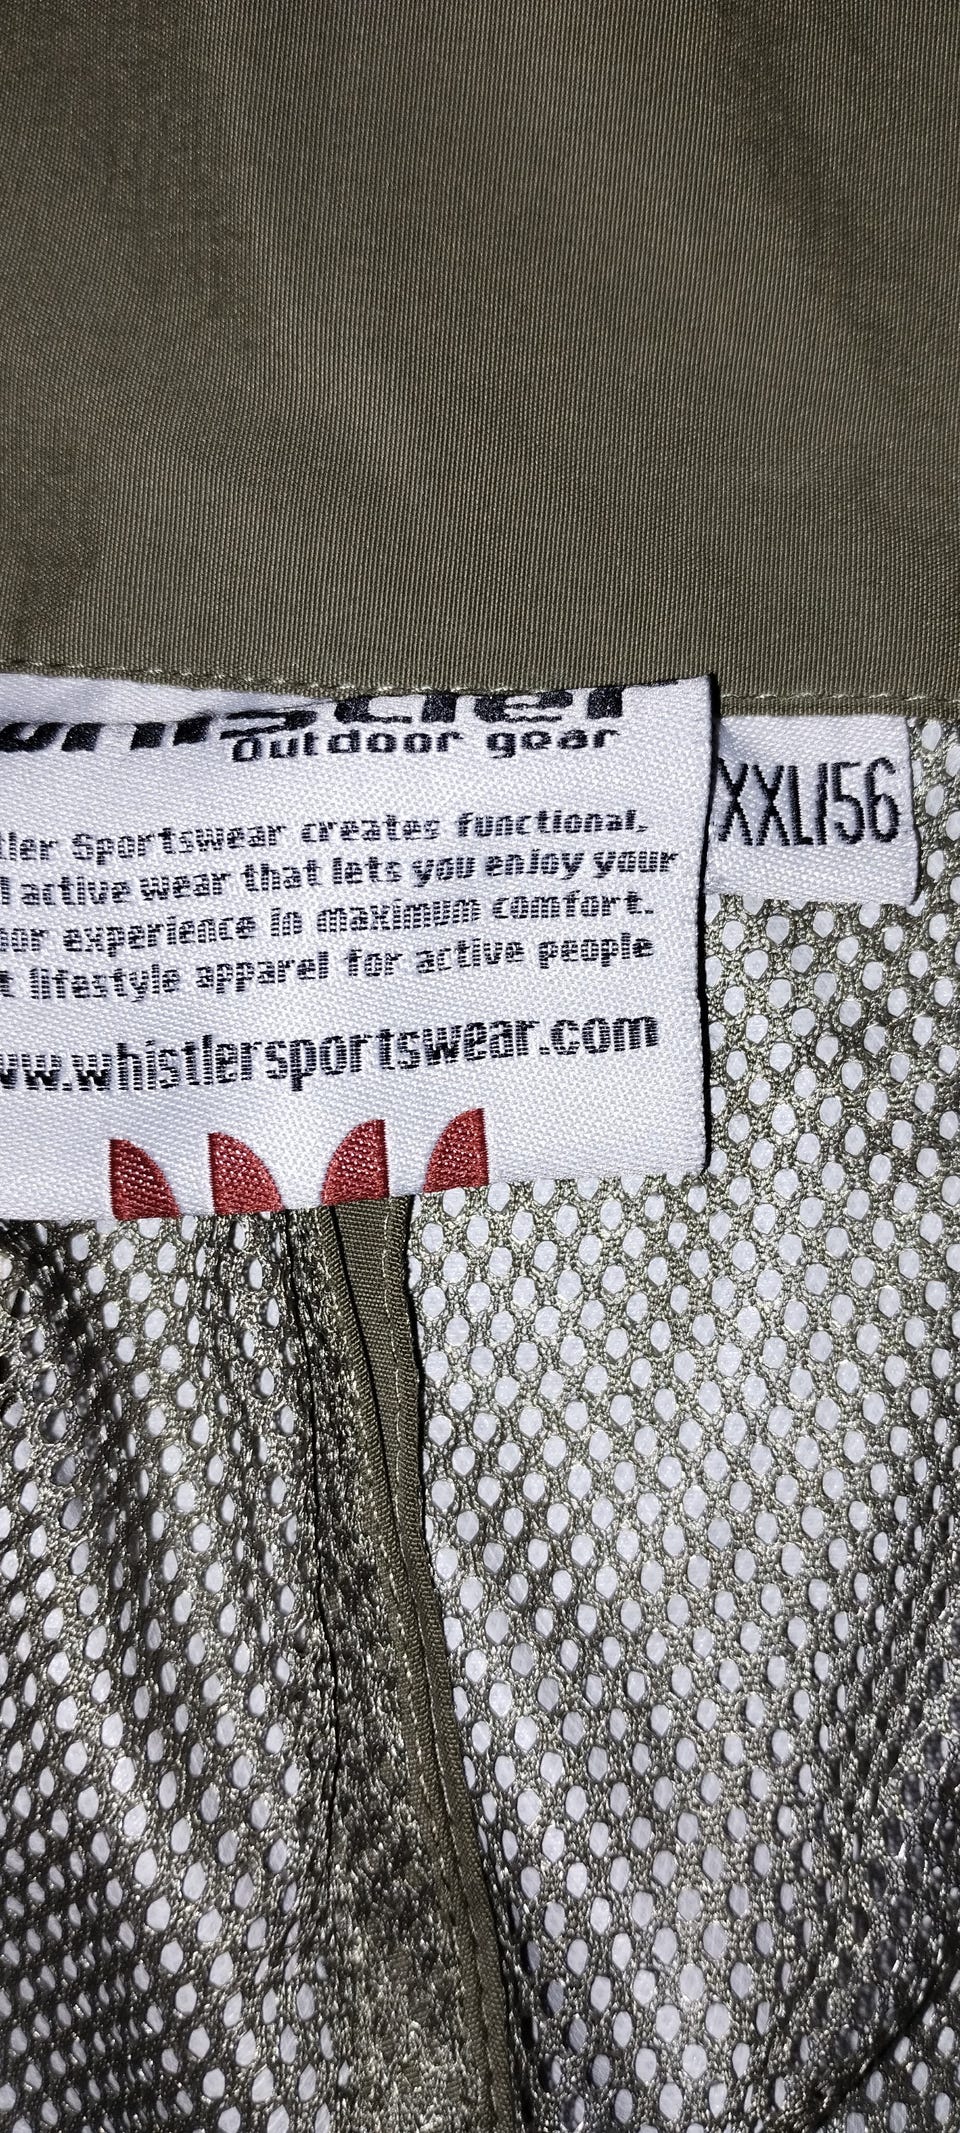 Outdoor gear
XXL/56
Sportswear creates functional,
active wear that lets you enjoy your
experience in maximum comfort.
lifestyle apparel for active people
www.whistlersportswear.com